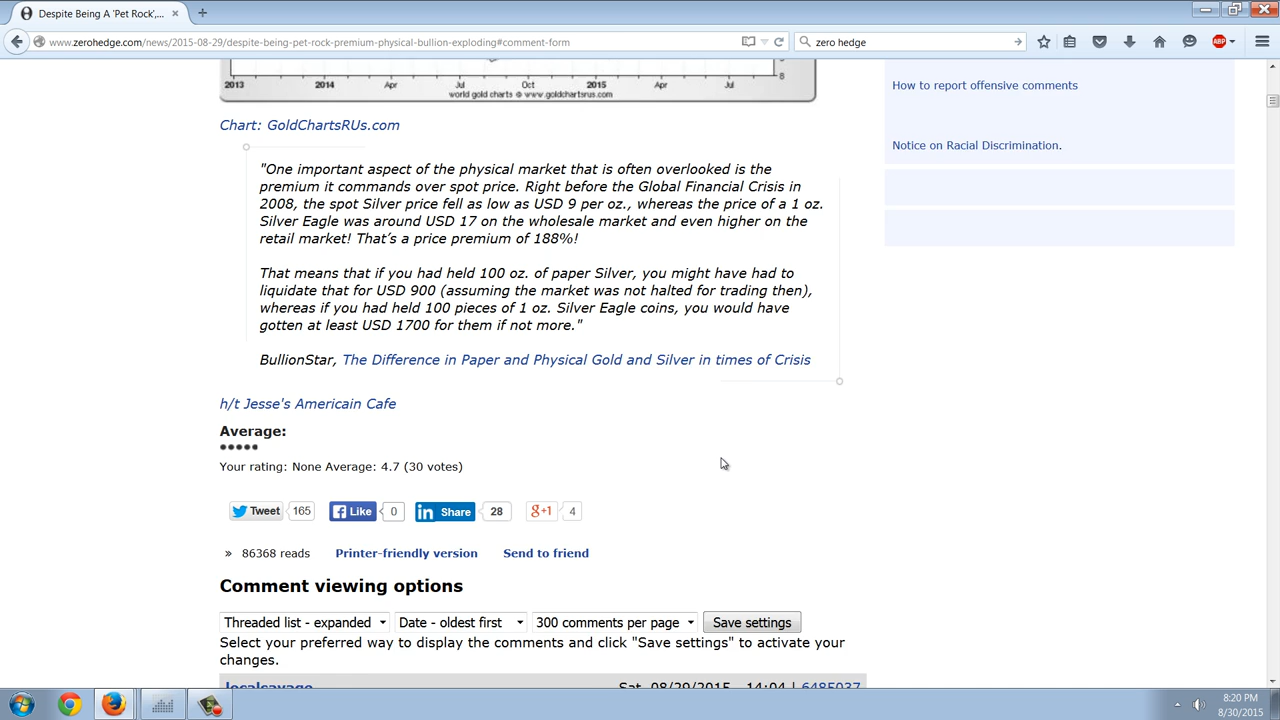 Despite Being A 'Pet Rock',...
www.zerohedge.com/news/2015-08-29/despite-being-pet-rock-premium-physical-bullion-exploding#comment-form
zero hedge
ABP
8
2013 2014 Apr Jul Oct 2015 Apr Jul
world gold charts © www.goldchartsrus.com
How to report offensive comments
Notice on Racial Discrimination.
Chart: GoldChartsRUs.com
"One important aspect of the physical market that is often overlooked is the
premium it commands over spot price. Right before the Global Financial Crisis in
2008, the spot Silver price fell as low as USD 9 per oz., whereas the price of a 1 oz.
Silver Eagle was around USD 17 on the wholesale market and even higher on the
retail market! That's a price premium of 188%!
That means that if you had held 100 oz. of paper Silver, you might have had to
liquidate that for USD 900 (assuming the market was not halted for trading then),
whereas if you had held 100 pieces of 1 oz. Silver Eagle coins, you would have
gotten at least USD 1700 for them if not more."
BullionStar, The Difference in Paper and Physical Gold and Silver in times of Crisis
h/t Jesse's Americain Cafe
Average:
Your rating: None Average: 4.7 (30 votes)
Tweet 165 Like 0 Share 28 g+1 4
» 86368 reads Printer-friendly version Send to friend
Comment viewing options
Threaded list - expanded Date - oldest first 300 comments per page Save settings
Select your preferred way to display the comments and click "Save settings" to activate your
changes.
localsavage Sat, 08/29/2015 - 14:04 | 6485037
8:20 PM
8/30/2015